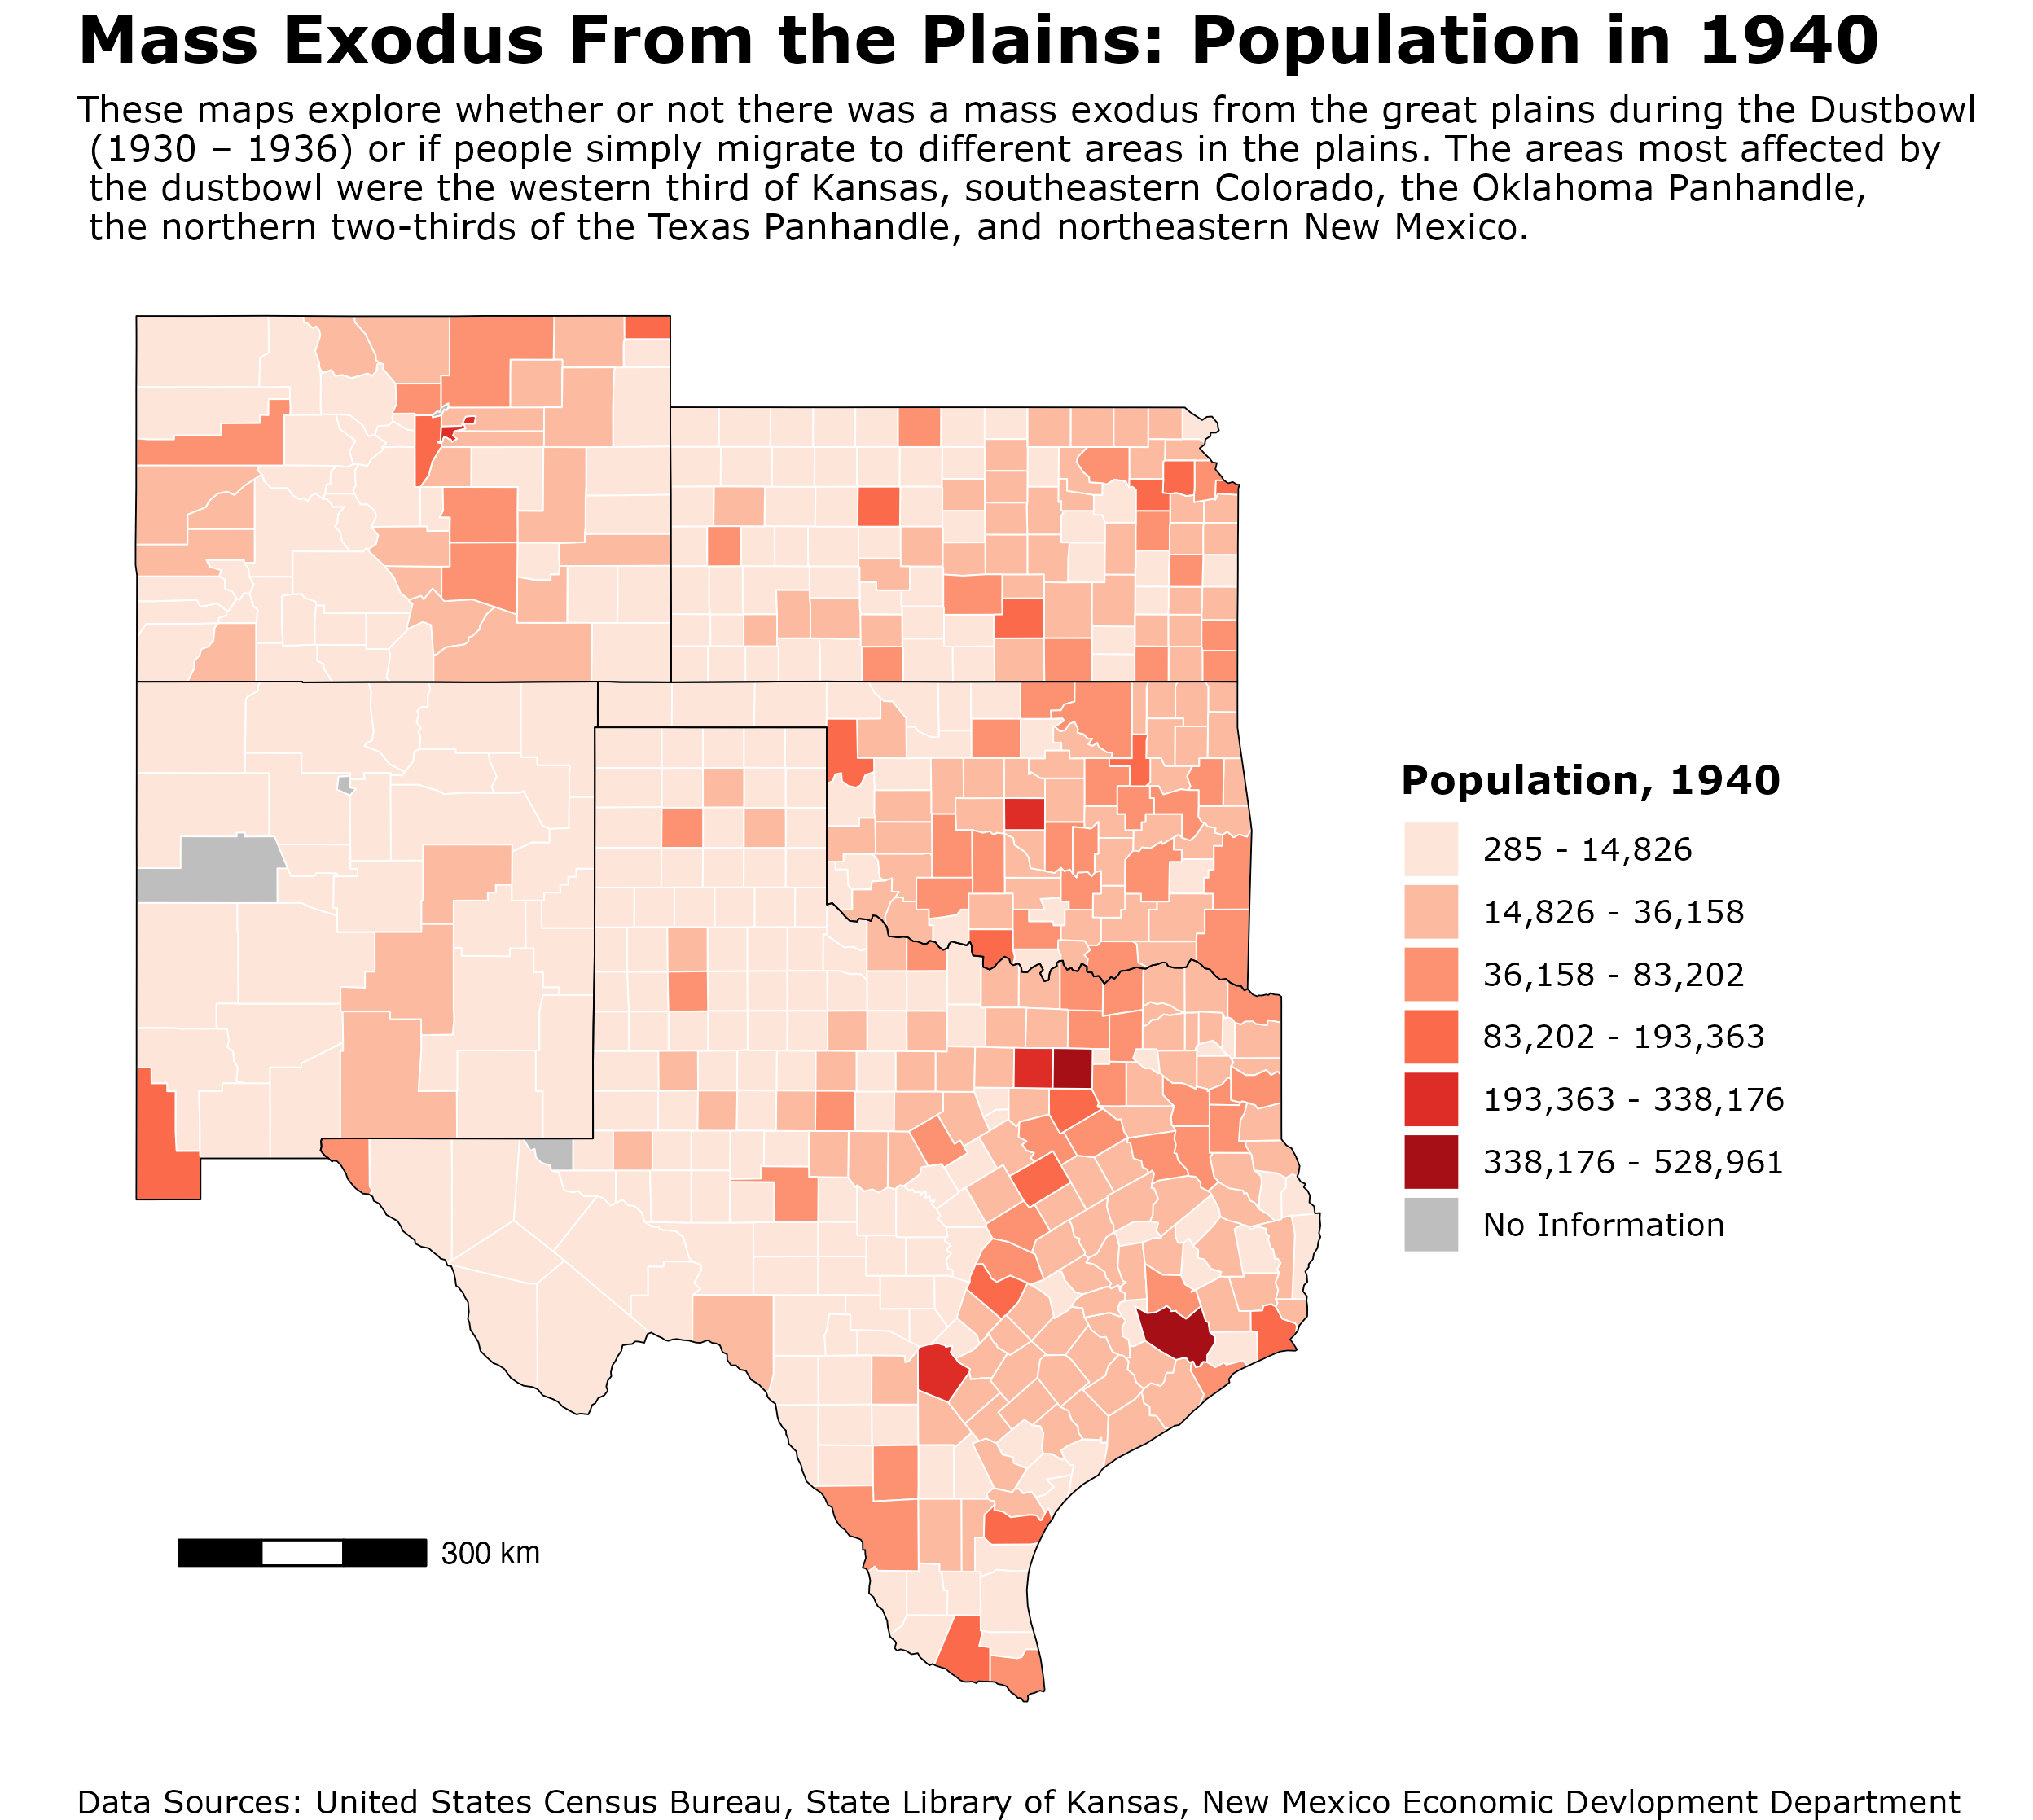 Mass Exodus From the Plains: Population in 1940
These maps explore whether or not there was a mass exodus from the great plains during the Dustbowl
(1930 – 1936) or if people simply migrate to different areas in the plains. The areas most affected by
the dustbowl were the western third of Kansas, southeastern Colorado, the Oklahoma Panhandle,
the northern two-thirds of the Texas Panhandle, and northeastern New Mexico.
Population, 1940
285 - 14,826
14,826 - 36,158
36,158 - 83,202
83,202 - 193,363
193,363 - 338,176
338,176 - 528,961
No Information
300 km
Data Sources: United States Census Bureau, State Library of Kansas, New Mexico Economic Devlopment Department